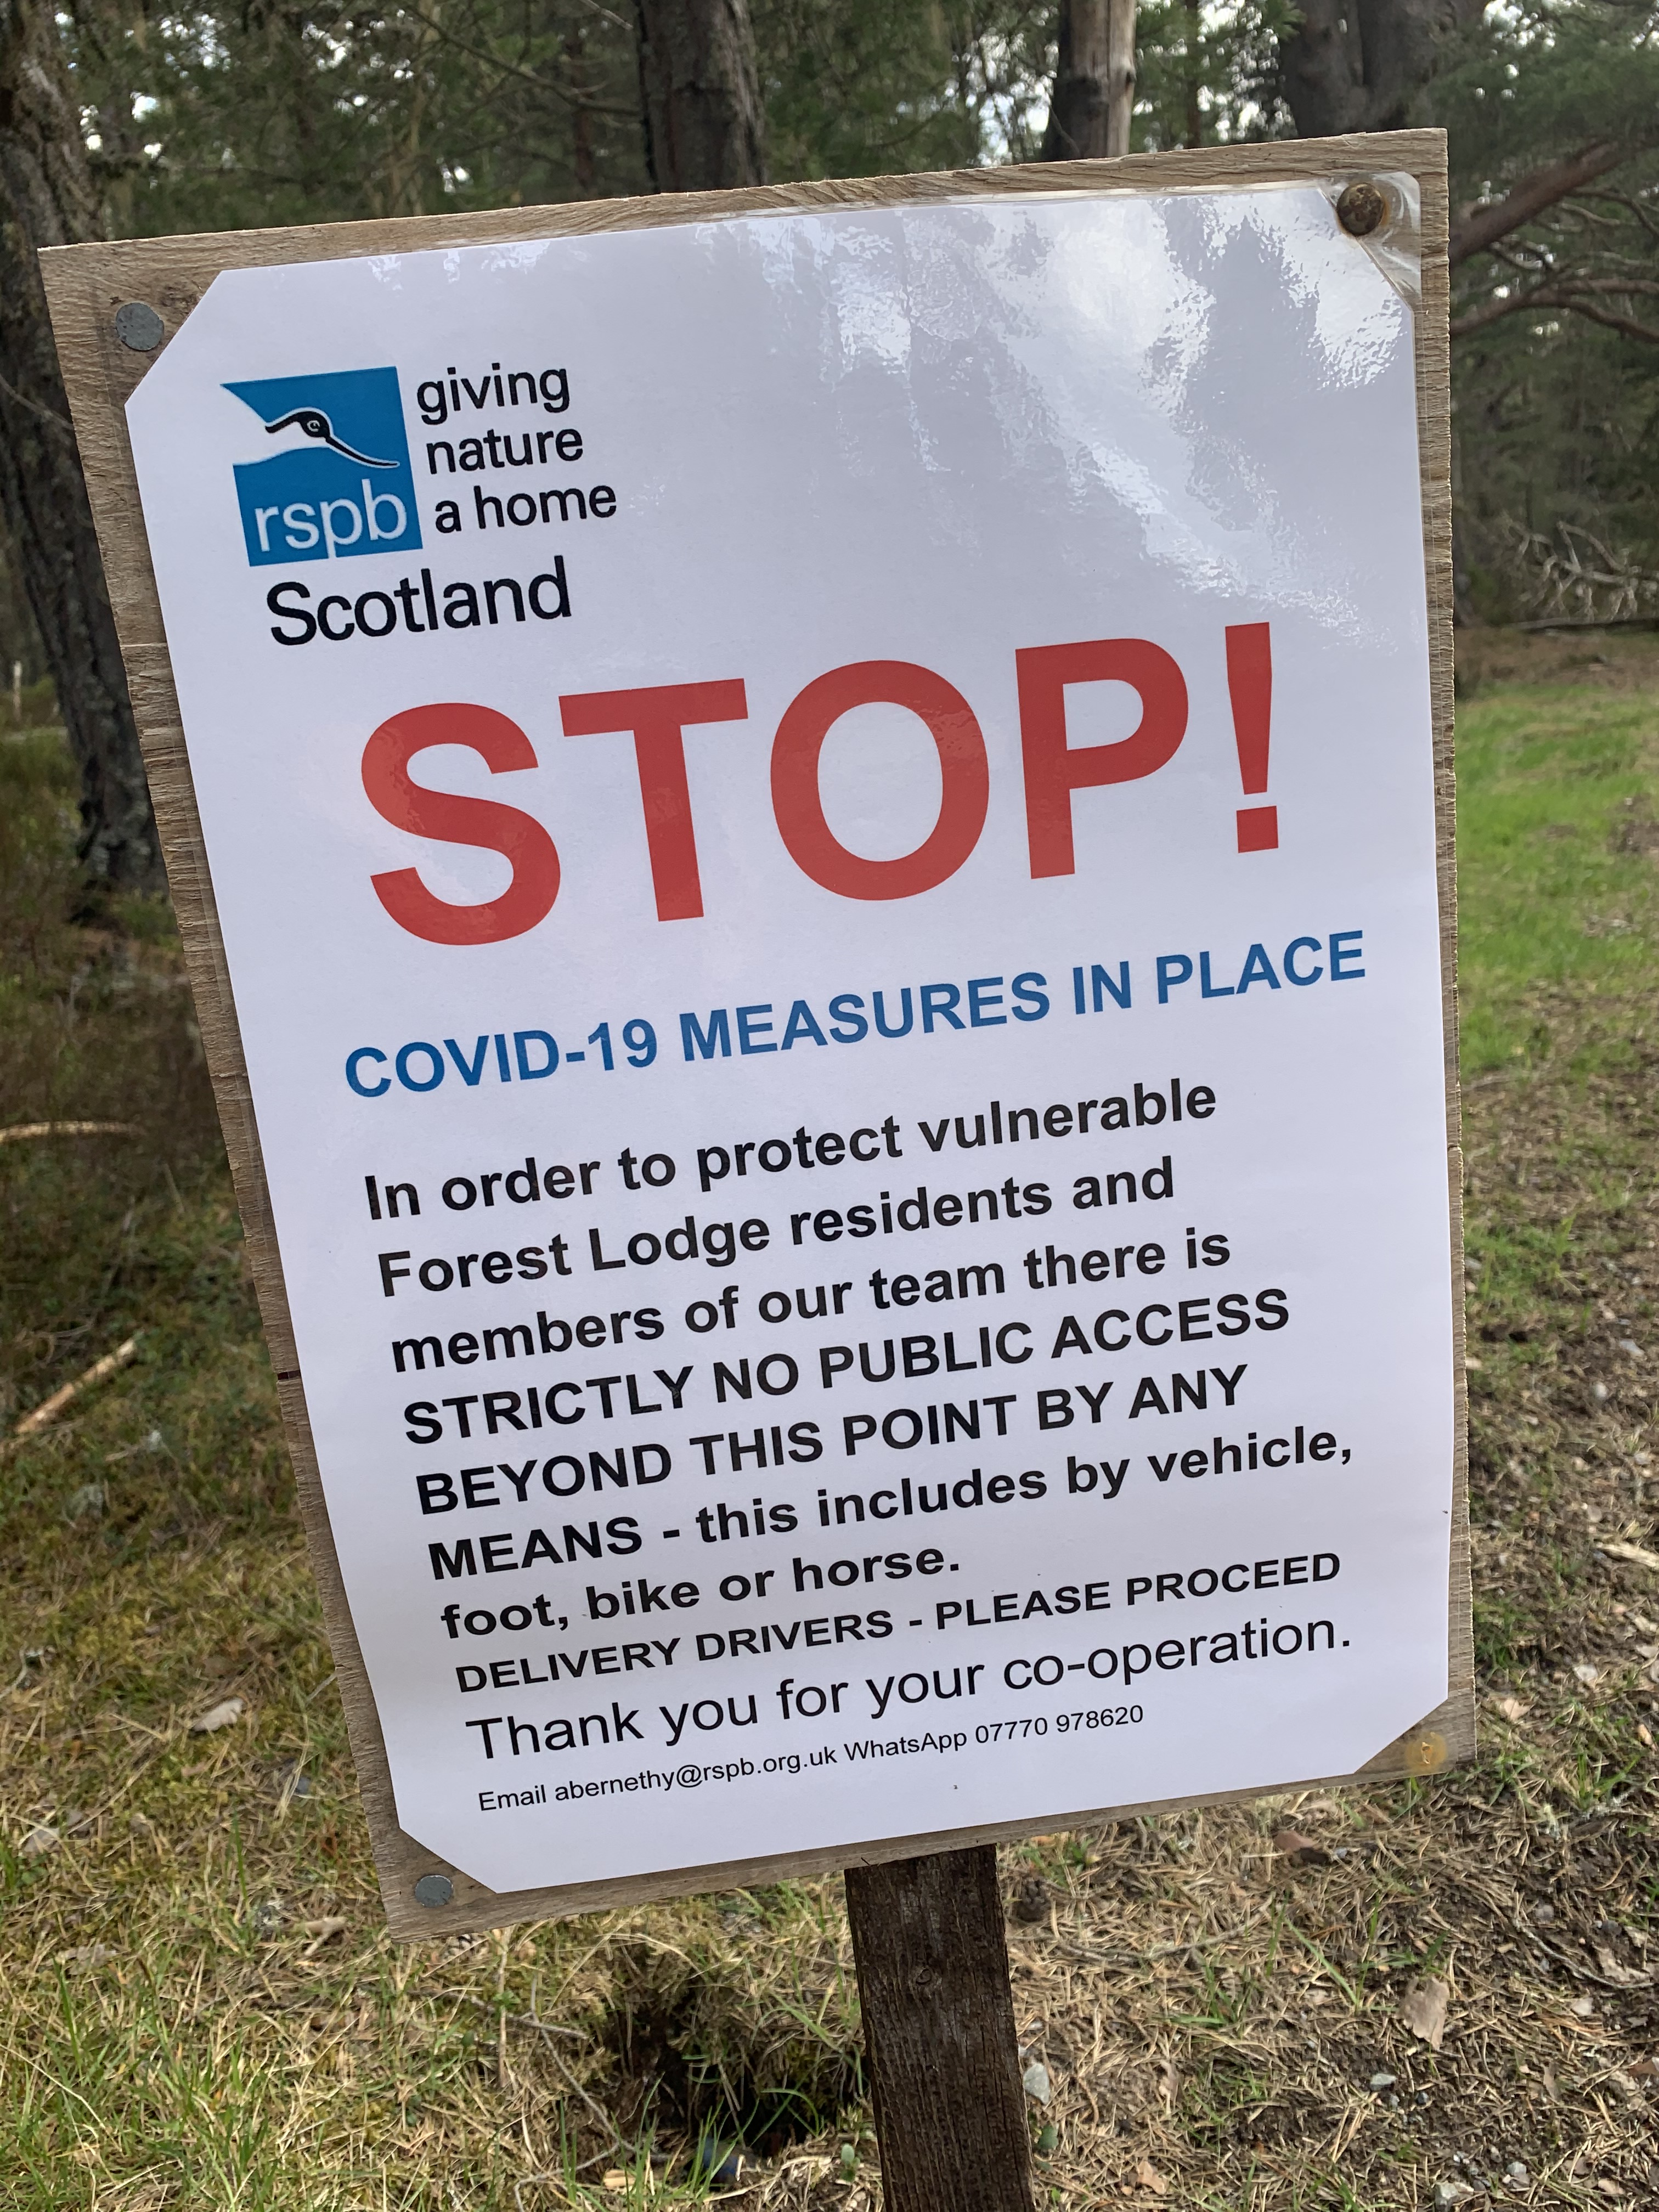 giving
nature
a home
rspb
Scotland
STOP!
COVID-19 MEASURES IN PLACE
In order to protect vulnerable
Forest Lodge residents and
members of our team there is
STRICTLY NO PUBLIC ACCESS
BEYOND THIS POINT BY ANY
MEANS - this includes by vehicle,
foot, bike or horse.
DELIVERY DRIVERS - PLEASE PROCEED
Thank you for your co-operation.
Email abernethy@rspb.org.uk WhatsApp 07770 978620